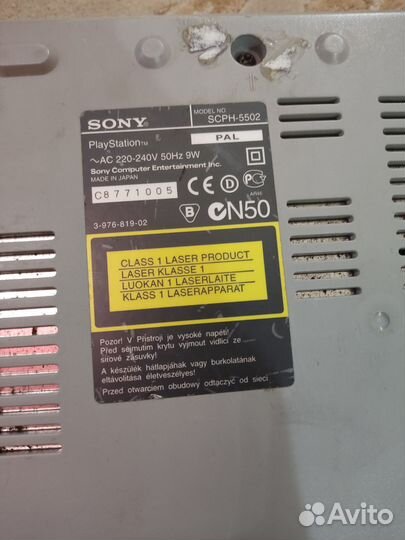 SONY
MODEL NO.
SCPH-5502
PlayStation™
PAL
~AC 220-240V 50Hz 9W
Sony Computer Entertainment Inc.
MADE IN JAPAN
C8771005
CE D PC
B N50
3-976-819-02
CLASS 1 LASER PRODUCT
LASER KLASSE 1
LUOKAN 1 LASERLAITE
KLASS 1 LASERAPPARAT
Pozor! V Přístroji je vysoké napětí!
Před sejmutím krytu vyjmout vidlici ze
síťové zásuvky!
A készülék hátlapjának vagy burkolatának
eltávolítása életveszélyes!
Przed otwarciem obudowy odłączyć od sieci
Avito